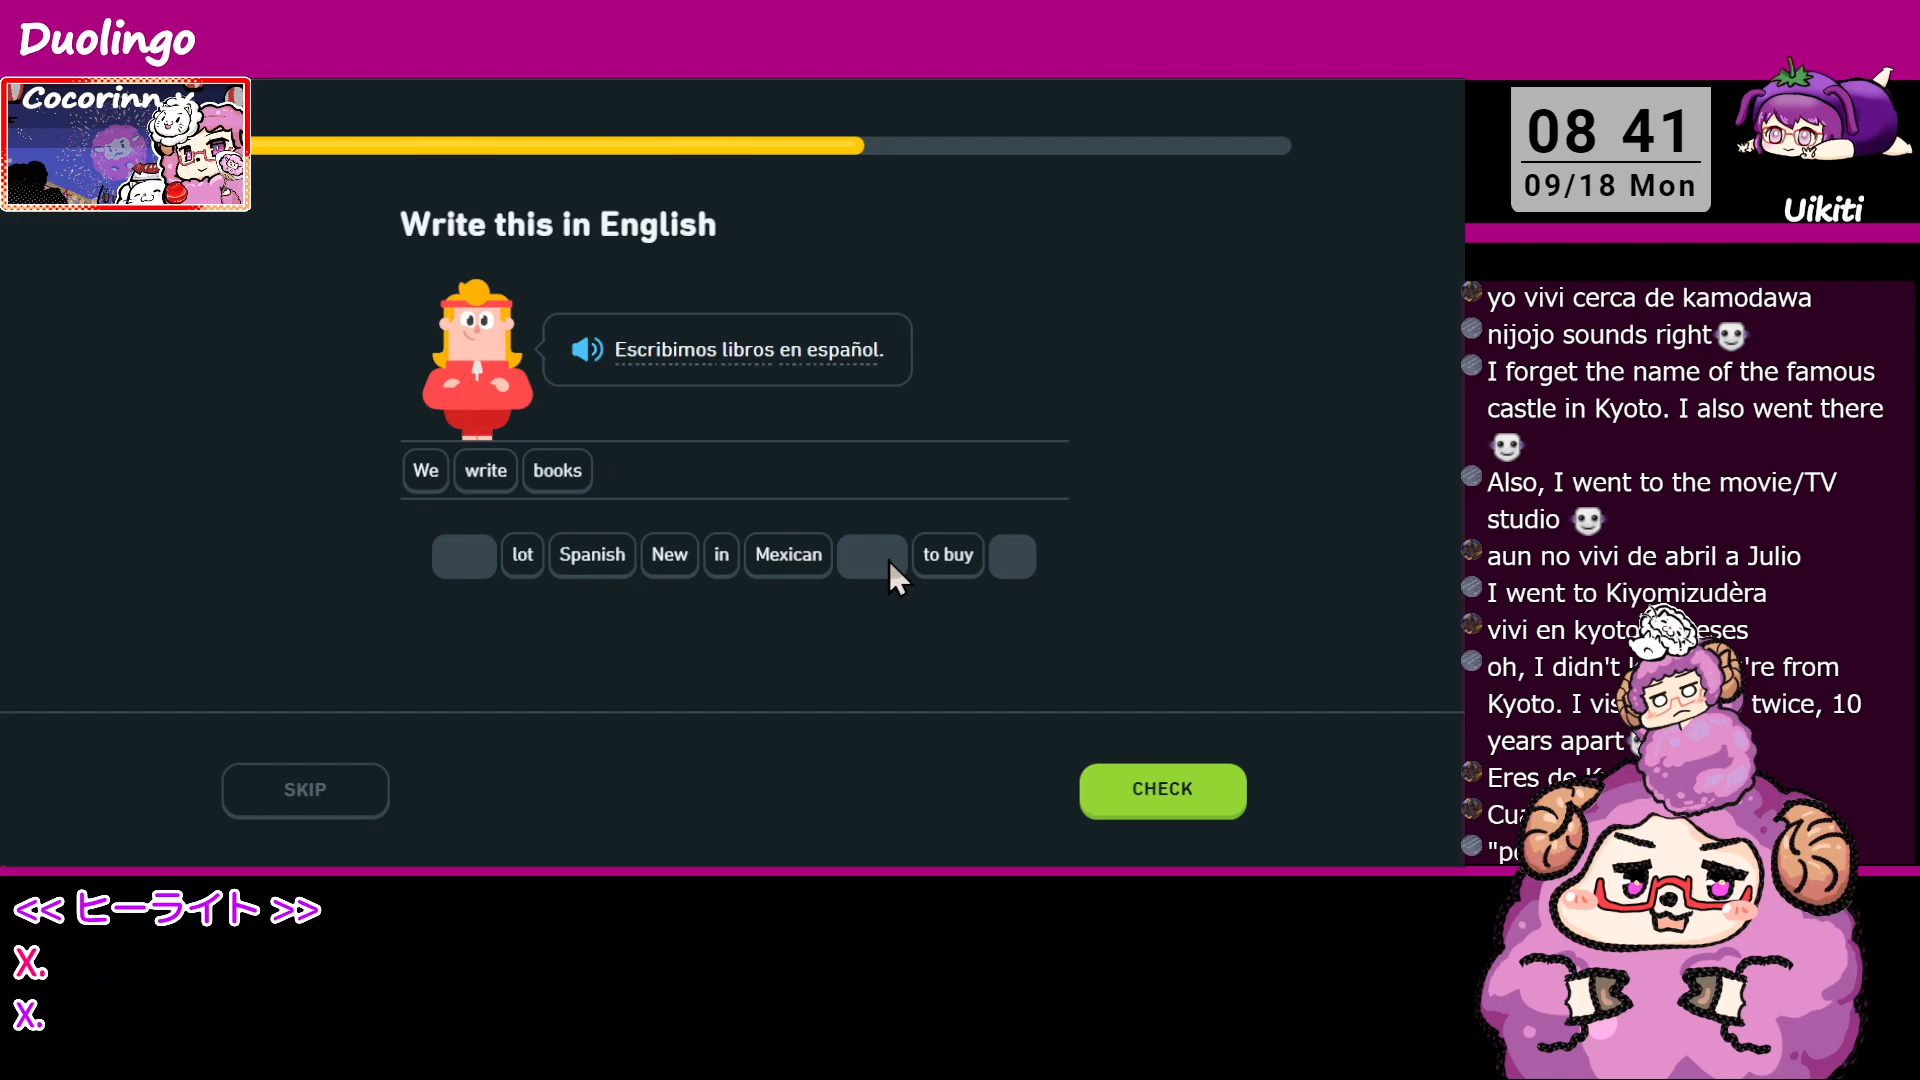 Duolingo
Cocorinn
08 41
09/18 Mon
Uikiti
Write this in English
Escribimos libros en español.
We write books
lot Spanish New in Mexican to buy
SKIP
CHECK
yo vivi cerca de kamodawa
nijojo sounds right
I forget the name of the famous
castle in Kyoto. I also went there
Also, I went to the movie/TV
studio
aun no vivi de abril a Julio
I went to Kiyomizudèra
vivi en kyoto
oh, I didn't 're from
Kyoto. I twice, 10
years apart
Eres de
<< ヒーライト >>
X.
X.